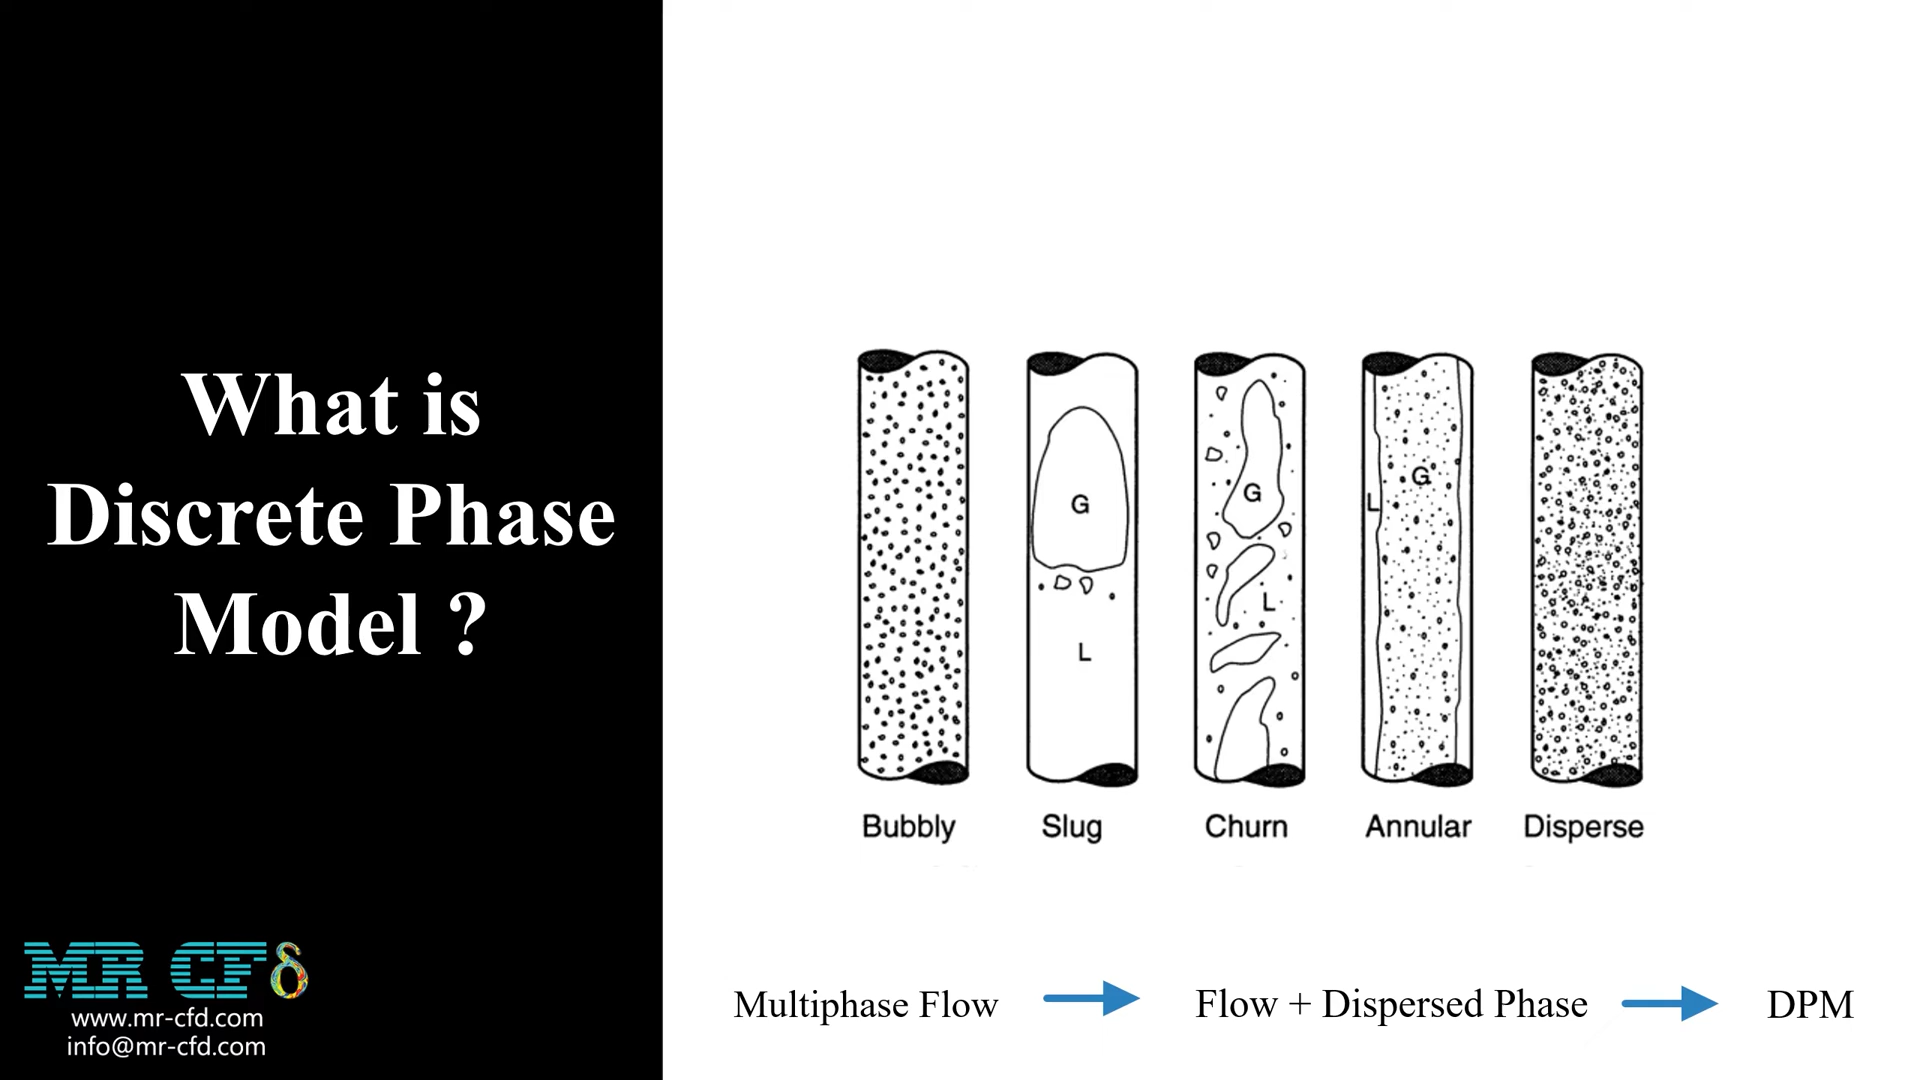 What is
Discrete Phase
Model ?
MR CFδ
www.mr-cfd.com
info@mr-cfd.com
G
L
G
L
L
G
Bubbly
Slug
Churn
Annular
Disperse
Multiphase Flow
Flow + Dispersed Phase
DPM